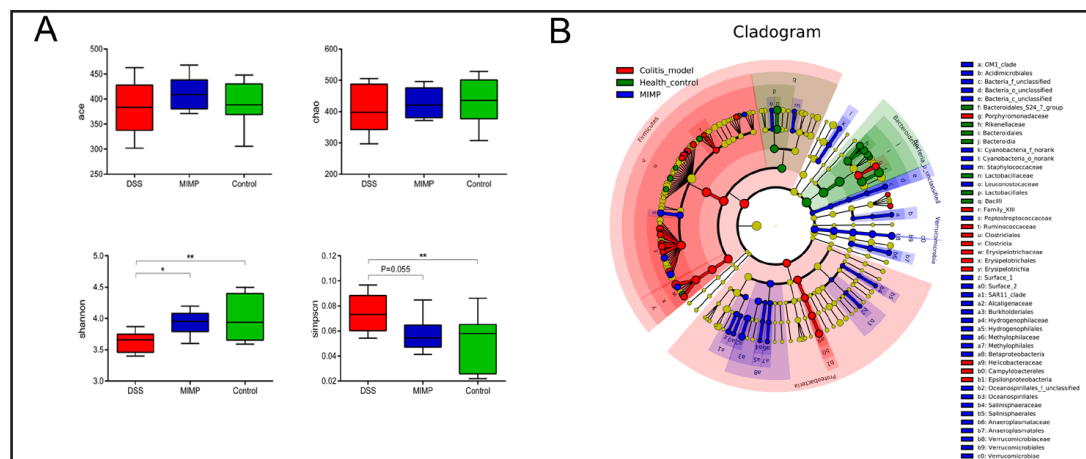 A
B
500
450
400
350
300
250
ace
DSS
MIMP
Control
600
500
400
300
200
chao
DSS
MIMP
Control
5.0
4.5
4.0
3.5
3.0
shannon
*
**
DSS
MIMP
Control
0.12
0.10
0.08
0.06
0.04
0.02
simpson
P=0.055
**
DSS
MIMP
Control
Cladogram
Colitis_model
Health_control
MIMP
Firmicutes
Bacteria_p_unclassified
Verrucomicrobia
Proteobacteria
a: OM1_clade
b: Acidimicrobiales
c: Bacteria_f_unclassified
d: Bacteria_o_unclassified
e: Bacteria_c_unclassified
f: Bacteroidales_S24_7_group
g: Porphyromonadaceae
h: Rikenellaceae
i: Bacteroidales
j: Bacteroidia
k: Cyanobacteria_f_norank
l: Cyanobacteria_o_norank
m: Staphylococcaceae
n: Lactobacillaceae
o: Leuconostocaceae
p: Lactobacillales
q: Bacilli
r: Family_XIII
s: Peptostreptococcaceae
t: Ruminococcaceae
u: Clostridiales
v: Clostridia
w: Erysipelotrichaceae
x: Erysipelotrichales
y: Erysipelotrichia
z: Surface_1
a0: Surface_2
a1: SAR11_clade
a2: Alcaligenaceae
a3: Burkholderiales
a4: Hydrogenophilaceae
a5: Hydrogenophilales
a6: Methylophilaceae
a7: Methylophilales
a8: Betaproteobacteria
a9: Helicobacteraceae
b0: Campylobacterales
b1: Epsilonproteobacteria
b2: Oceanospirillales_f_unclassified
b3: Oceanospirillales
b4: Salinisphaeraceae
b5: Salinisphaerales
b6: Anaeroplasmataceae
b7: Anaeroplasmatales
b8: Verrucomicrobiaceae
b9: Verrucomicrobiales
c0: Verrucomicrobiae